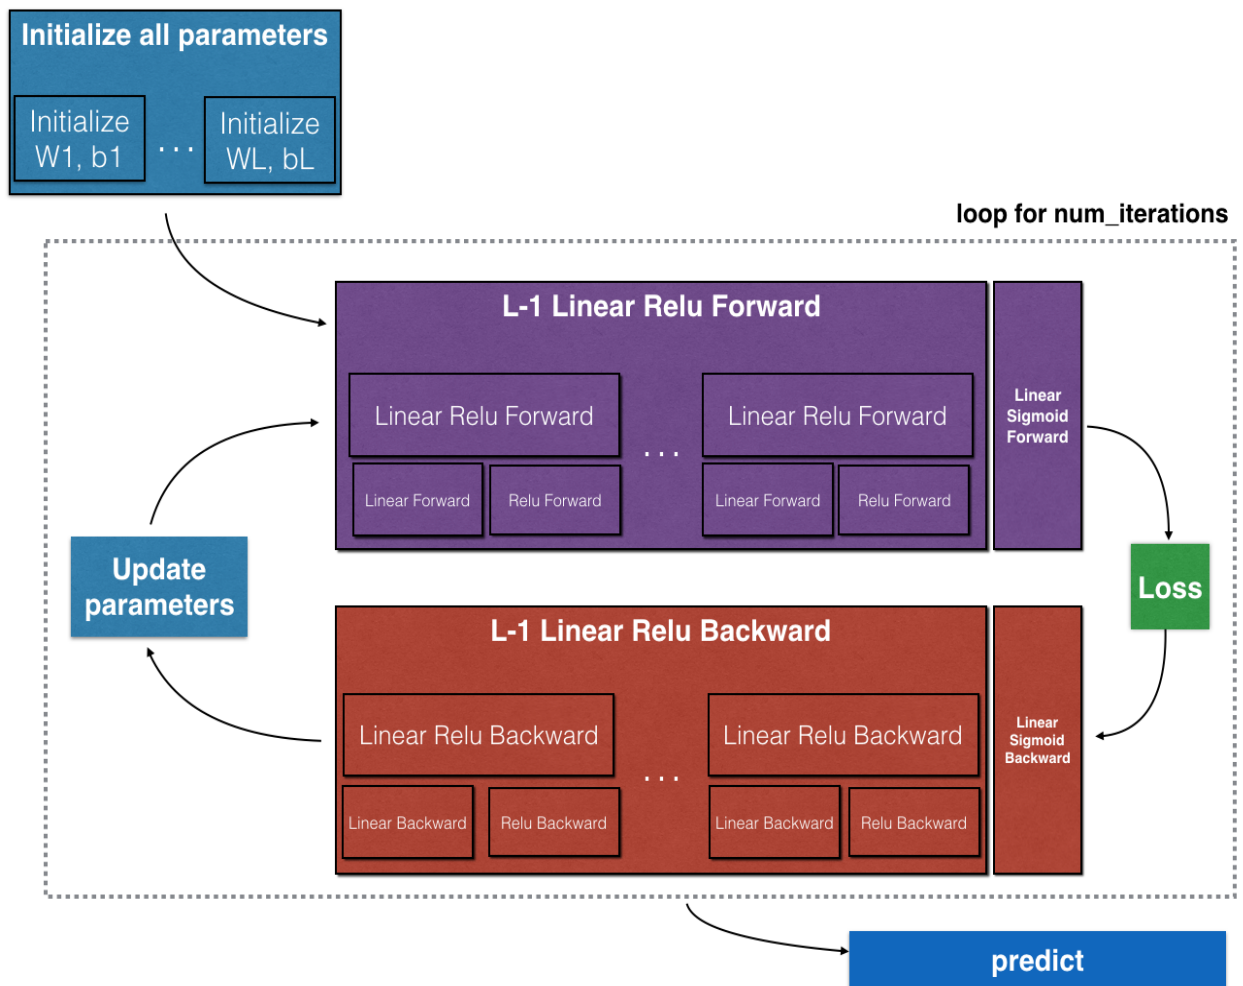 Initialize all parameters
Initialize
W1, b1
...
Initialize
WL, bL
loop for num_iterations
L-1 Linear Relu Forward
Linear Relu Forward
Linear Forward
Relu Forward
...
Linear Relu Forward
Linear Forward
Relu Forward
Linear
Sigmoid
Forward
Loss
Update
parameters
L-1 Linear Relu Backward
Linear Relu Backward
Linear Backward
Relu Backward
...
Linear Relu Backward
Linear Backward
Relu Backward
Linear
Sigmoid
Backward
predict